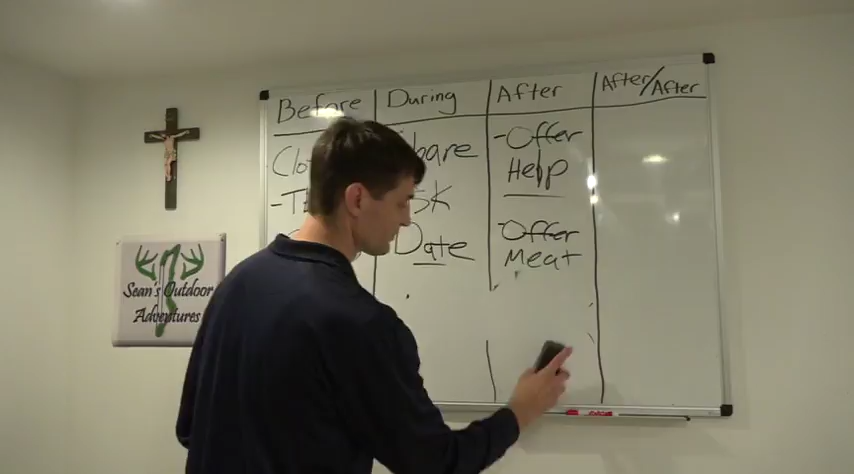 Before During After After/After
Date
-Offer
Help
-Offer
Meat
Sean's Outdoor
Adventures